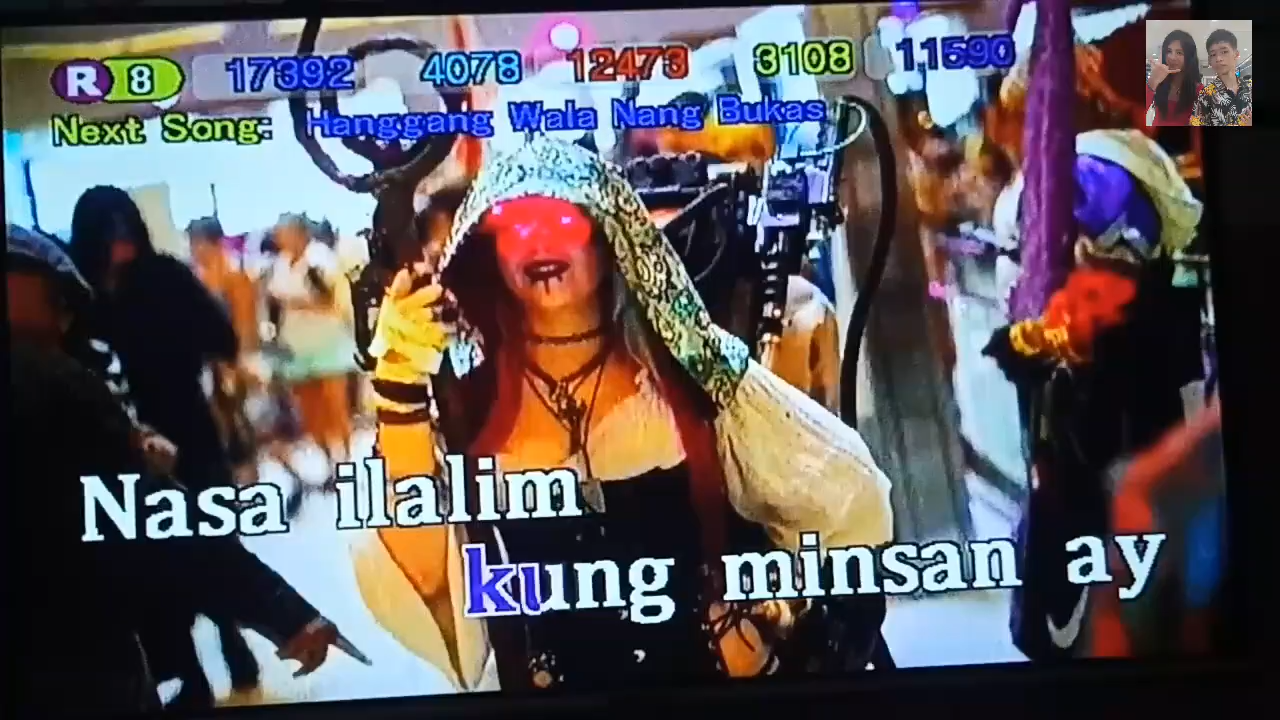 R 8 17392 4078 12473 3108 11590
Next Song: Hanggang Wala Nang Bukas
Nasa ilalim
kung minsan ay